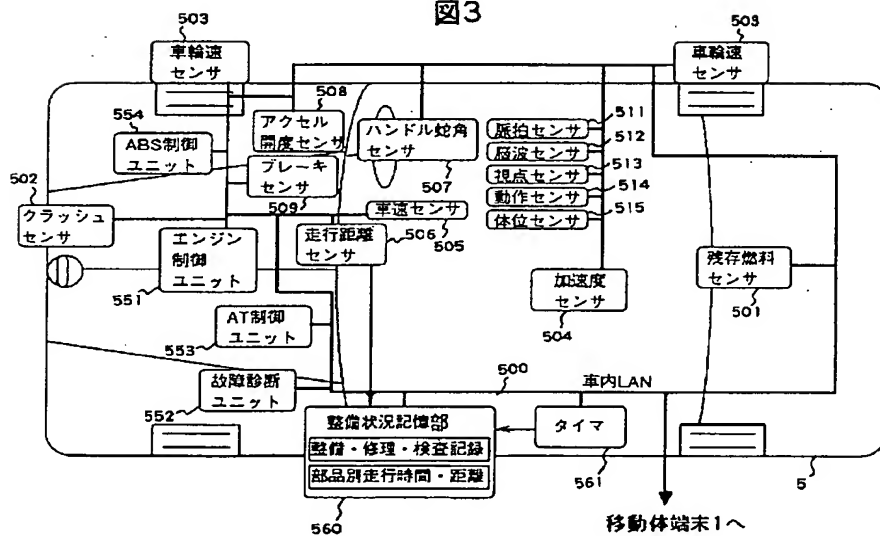 図3
503
車輪速
センサ
503
車輪速
センサ
508
アクセル
開度センサ
554
ABS制御
ユニット
ハンドル蛇角
センサ
507
脈拍センサ
511
脳波センサ
512
視点センサ
513
動作センサ
514
体位センサ
515
ブレーキ
センサ
509
502
クラッシュ
センサ
車速センサ
505
エンジン
制御
ユニット
551
走行距離
センサ
506
加速度
センサ
504
残存燃料
センサ
501
AT制御
ユニット
553
500
車内LAN
故障診断
ユニット
552
整備状況記憶部
整備・修理・検査記録
部品別走行時間・距離
560
タイマ
561
5
移動体端末1へ